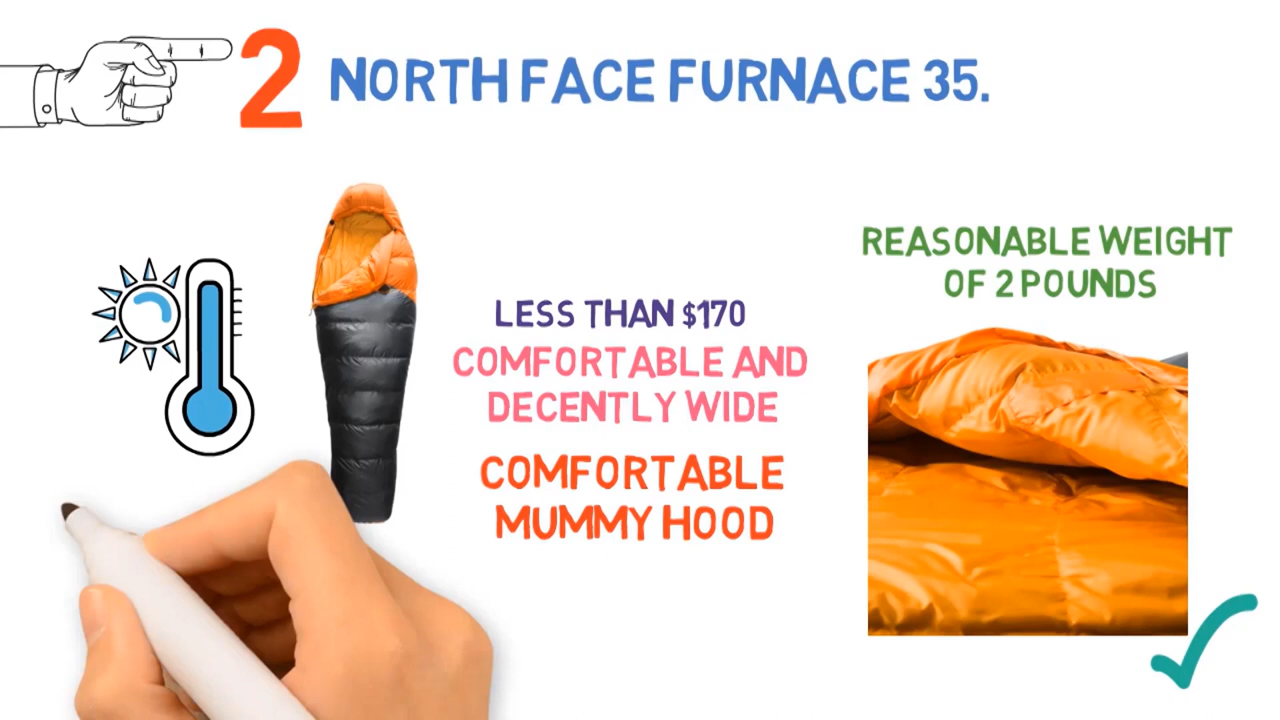 2 NORTH FACE FURNACE 35.
REASONABLE WEIGHT
OF 2 POUNDS
LESS THAN $170
COMFORTABLE AND
DECENTLY WIDE
COMFORTABLE
MUMMY HOOD